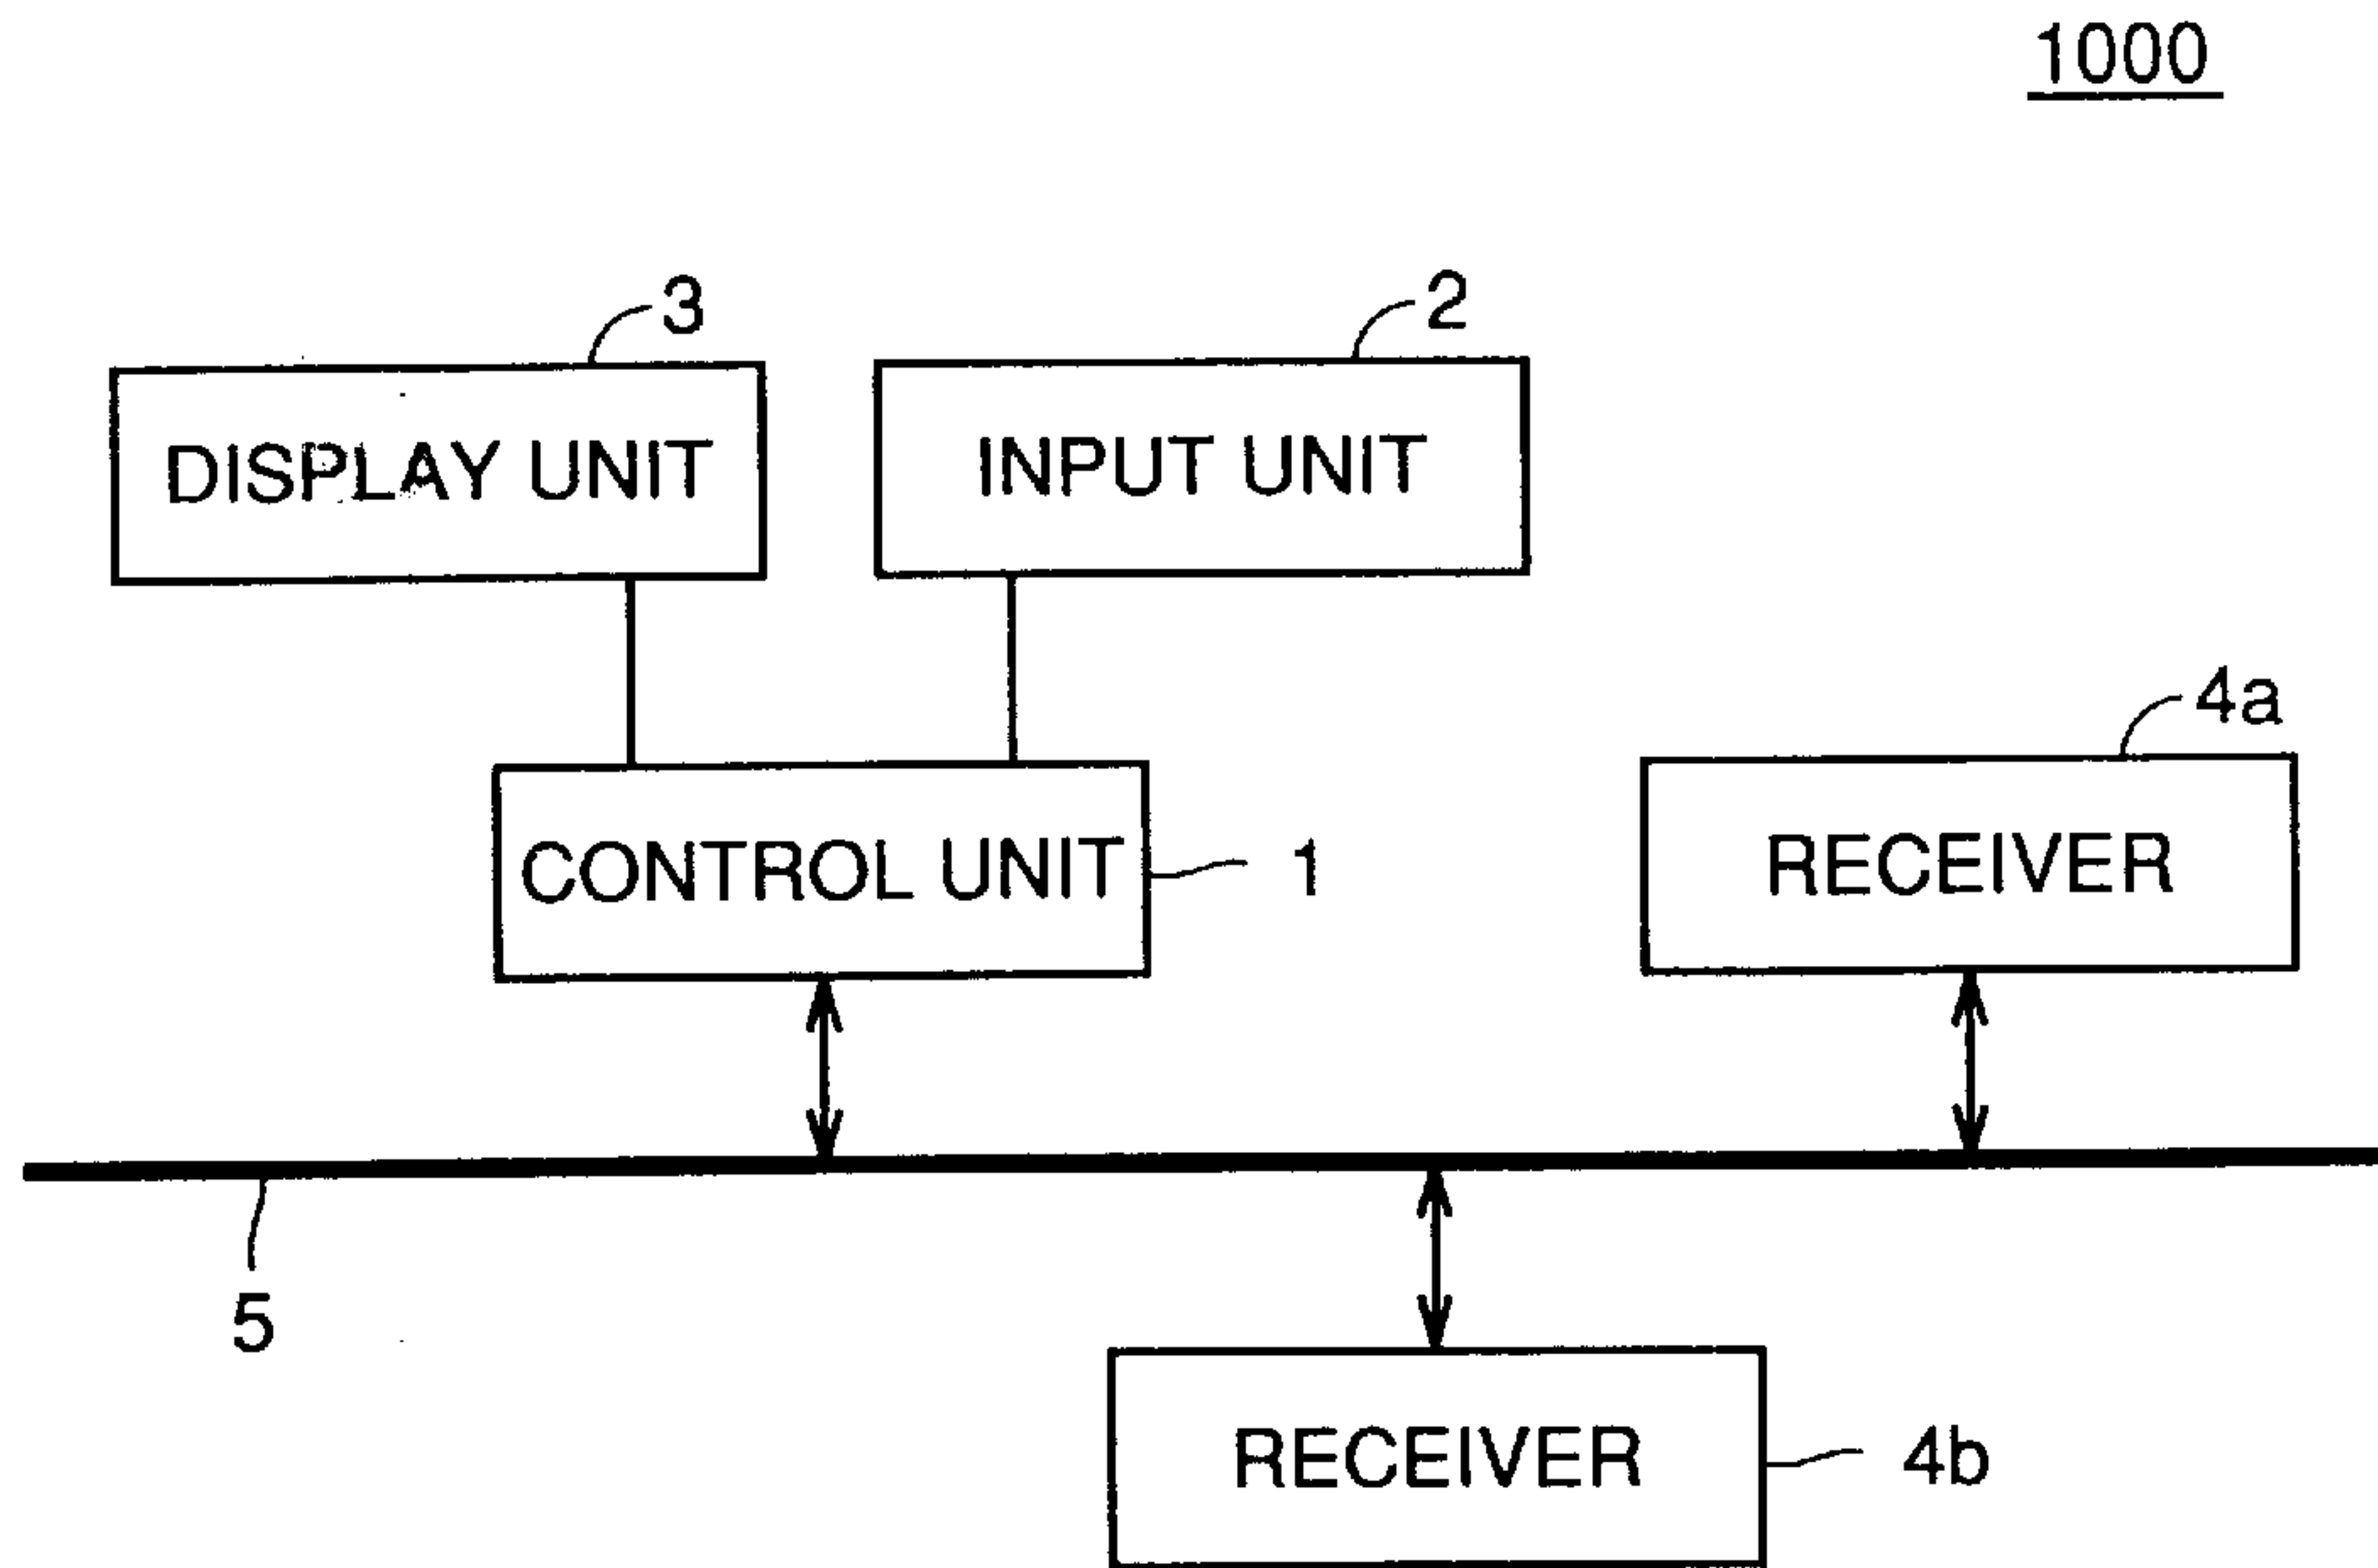 1000
3
2
DISPLAY UNIT
INPUT UNIT
4a
CONTROL UNIT
1
RECEIVER
5
RECEIVER
4b